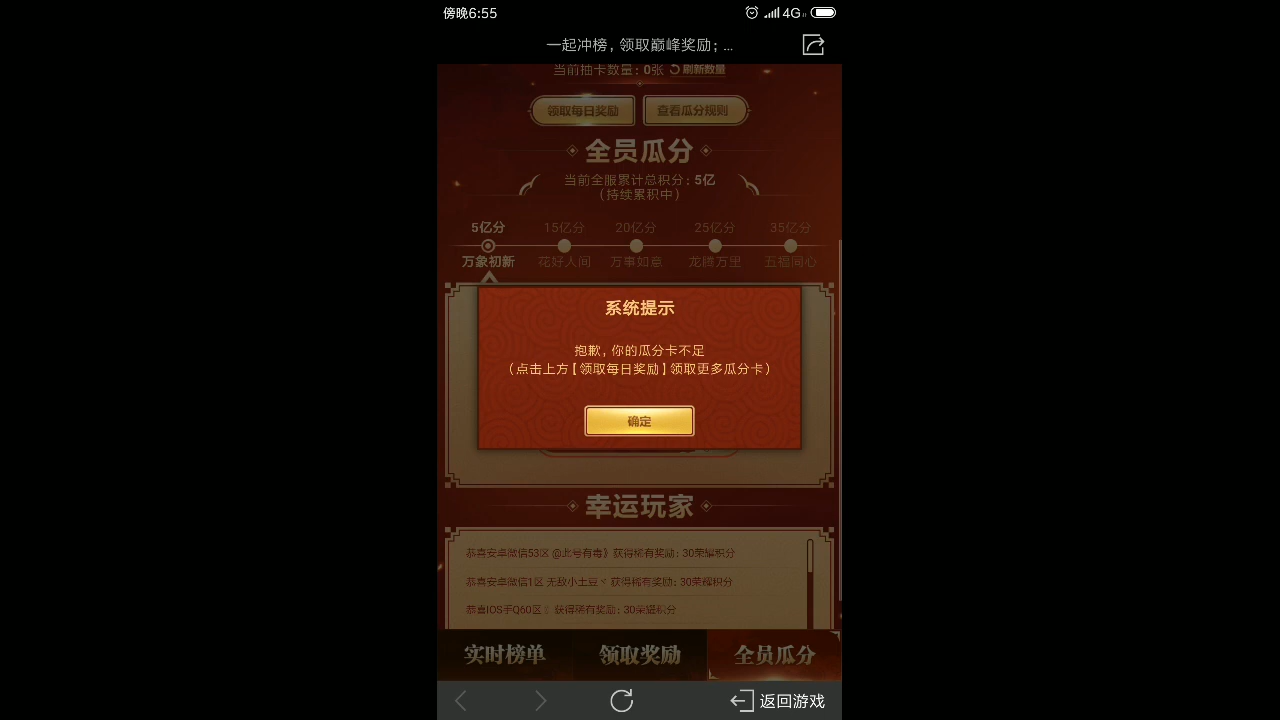 傍晚6:55
4G
一起冲榜，领取巅峰奖励；...
当前抽卡数量：0张 刷新数量
领取每日奖励 查看瓜分规则
全员瓜分
当前全服累计总积分：5亿
（持续累积中）
5亿分 15亿分 20亿分 25亿分 35亿分
万象初新 花好人间 万事如意 龙腾万里 五福同心
系统提示
抱歉，你的瓜分卡不足
（点击上方【领取每日奖励】领取更多瓜分卡）
确定
幸运玩家
恭喜安卓微信53区 @此号有毒》获得稀有奖励：30荣耀积分
恭喜安卓微信1区 无敌小土豆ヾ 获得稀有奖励：30荣耀积分
恭喜IOS手Q60区 获得稀有奖励：30荣耀积分
实时榜单 领取奖励 全员瓜分
返回游戏